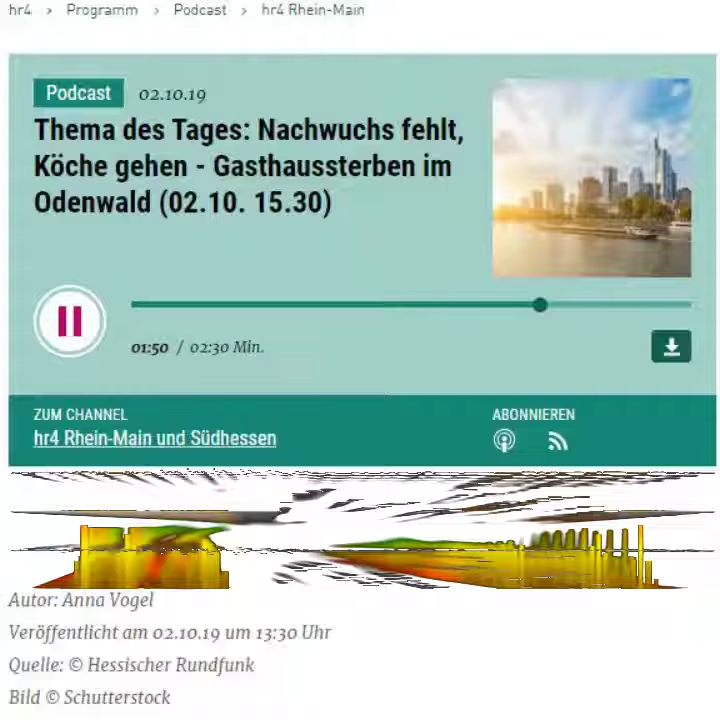 hr4 > Programm > Podcast > hr4 Rhein-Main
Podcast 02.10.19
Thema des Tages: Nachwuchs fehlt,
Köche gehen - Gasthaussterben im
Odenwald (02.10. 15.30)
01:50 / 02:30 Min.
ZUM CHANNEL
hr4 Rhein-Main und Südhessen
ABONNIEREN
Autor: Anna Vogel
Veröffentlicht am 02.10.19 um 13:30 Uhr
Quelle: © Hessischer Rundfunk
Bild © Schutterstock